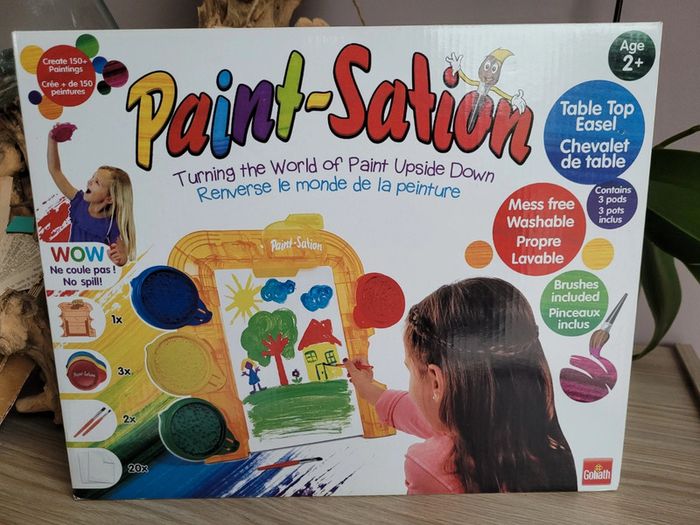 Create 150+
Paintings
Crée + de 150
peintures
Paint-Sation
Age
2+
Turning the World of Paint Upside Down
Renverse le monde de la peinture
Table Top
Easel
Chevalet
de table
Contains
3 pods
3 pots
inclus
Mess free
Washable
Propre
Lavable
WOW
Ne coule pas !
No spill!
Paint-Sation
Brushes
included
Pinceaux
inclus
1x
Paint-Sation
3x
2x
20x
Goliath